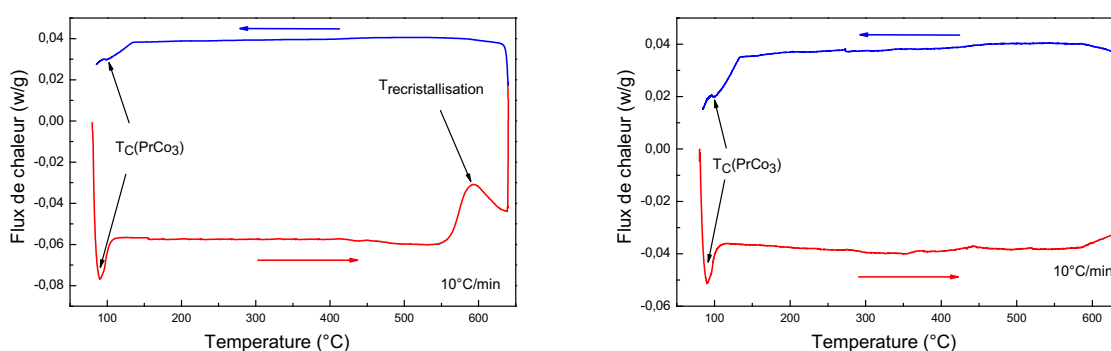 0,04
0,02
0,00
-0,02
-0,04
-0,06
-0,08
Flux de chaleur (w/g)
T_C(PrCo3)
T_recristallisation
10°C/min
100 200 300 400 500 600
Temperature (°C)
0,04
0,02
0,00
-0,02
-0,04
-0,06
Flux de chaleur (w/g)
T_C(PrCo3)
10°C/min
100 200 300 400 500 600
Temperature (°C)